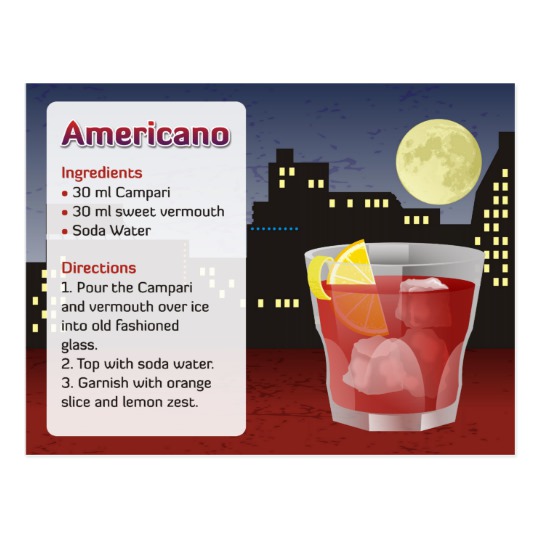 Americano
Ingredients
• 30 ml Campari
• 30 ml sweet vermouth
• Soda Water
Directions
1. Pour the Campari
and vermouth over ice
into old fashioned
glass.
2. Top with soda water.
3. Garnish with orange
slice and lemon zest.